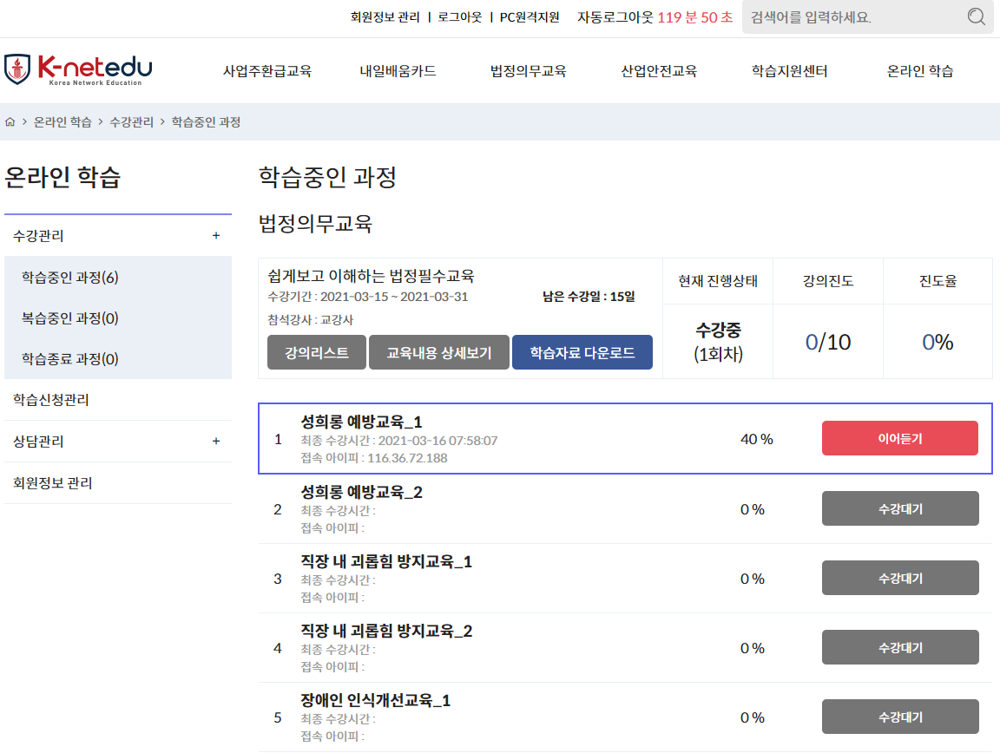 회원정보 관리 | 로그아웃 | PC원격지원 자동로그아웃 119 분 50 초 검색어를 입력하세요.
K-netedu
Korea Network Education
사업주환급교육 내일배움카드 법정의무교육 산업안전교육 학습지원센터 온라인 학습
> 온라인 학습 > 수강관리 > 학습중인 과정
온라인 학습
수강관리 +
학습중인 과정(6)
복습중인 과정(0)
학습종료 과정(0)
학습신청관리
상담관리 +
회원정보 관리
학습중인 과정
법정의무교육
쉽게보고 이해하는 법정필수교육
수강기간 : 2021-03-15 ~ 2021-03-31 남은 수강일 : 15일
참석강사 : 교강사
강의리스트 교육내용 상세보기 학습자료 다운로드
현재 진행상태 강의진도 진도율
수강중
(1회차)
0/10 0%
1 성희롱 예방교육_1
최종 수강시간 : 2021-03-16 07:58:07
접속 아이피 : 116.36.72.188
40 % 이어듣기
2 성희롱 예방교육_2
최종 수강시간 :
접속 아이피 :
0 % 수강대기
3 직장 내 괴롭힘 방지교육_1
최종 수강시간 :
접속 아이피 :
0 % 수강대기
4 직장 내 괴롭힘 방지교육_2
최종 수강시간 :
접속 아이피 :
0 % 수강대기
5 장애인 인식개선교육_1
최종 수강시간 :
접속 아이피 :
0 % 수강대기